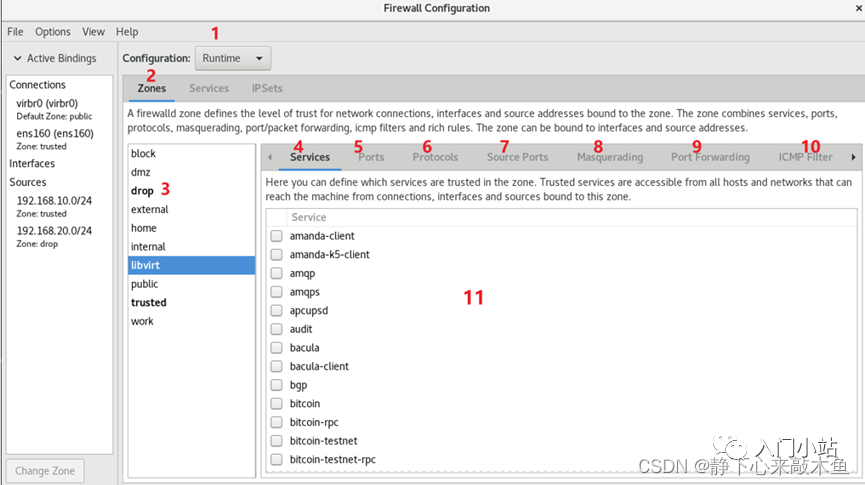 Firewall Configuration
File Options View Help
1
Active Bindings
Configuration: Runtime
2
Connections
virbr0 (virbr0)
Default Zone: public
ens160 (ens160)
Zone: trusted
Interfaces
Sources
192.168.10.0/24
Zone: trusted
192.168.20.0/24
Zone: drop
Change Zone
Zones Services IPSets
A firewalld zone defines the level of trust for network connections, interfaces and source addresses bound to the zone. The zone combines services, ports,
protocols, masquerading, port/packet forwarding, icmp filters and rich rules. The zone can be bound to interfaces and source addresses.
block
dmz
drop 3
external
home
internal
libvirt
public
trusted
work
4 5 6 7 8 9 10
Services Ports Protocols Source Ports Masquerading Port Forwarding ICMP Filter
Here you can define which services are trusted in the zone. Trusted services are accessible from all hosts and networks that can
reach the machine from connections, interfaces and sources bound to this zone.
Service
amanda-client
amanda-k5-client
amqp
amqps
11
apcupsd
audit
bacula
bacula-client
bgp
bitcoin
bitcoin-rpc
bitcoin-testnet
bitcoin-testnet-rpc
入门小站
CSDN @静下心来敲木鱼